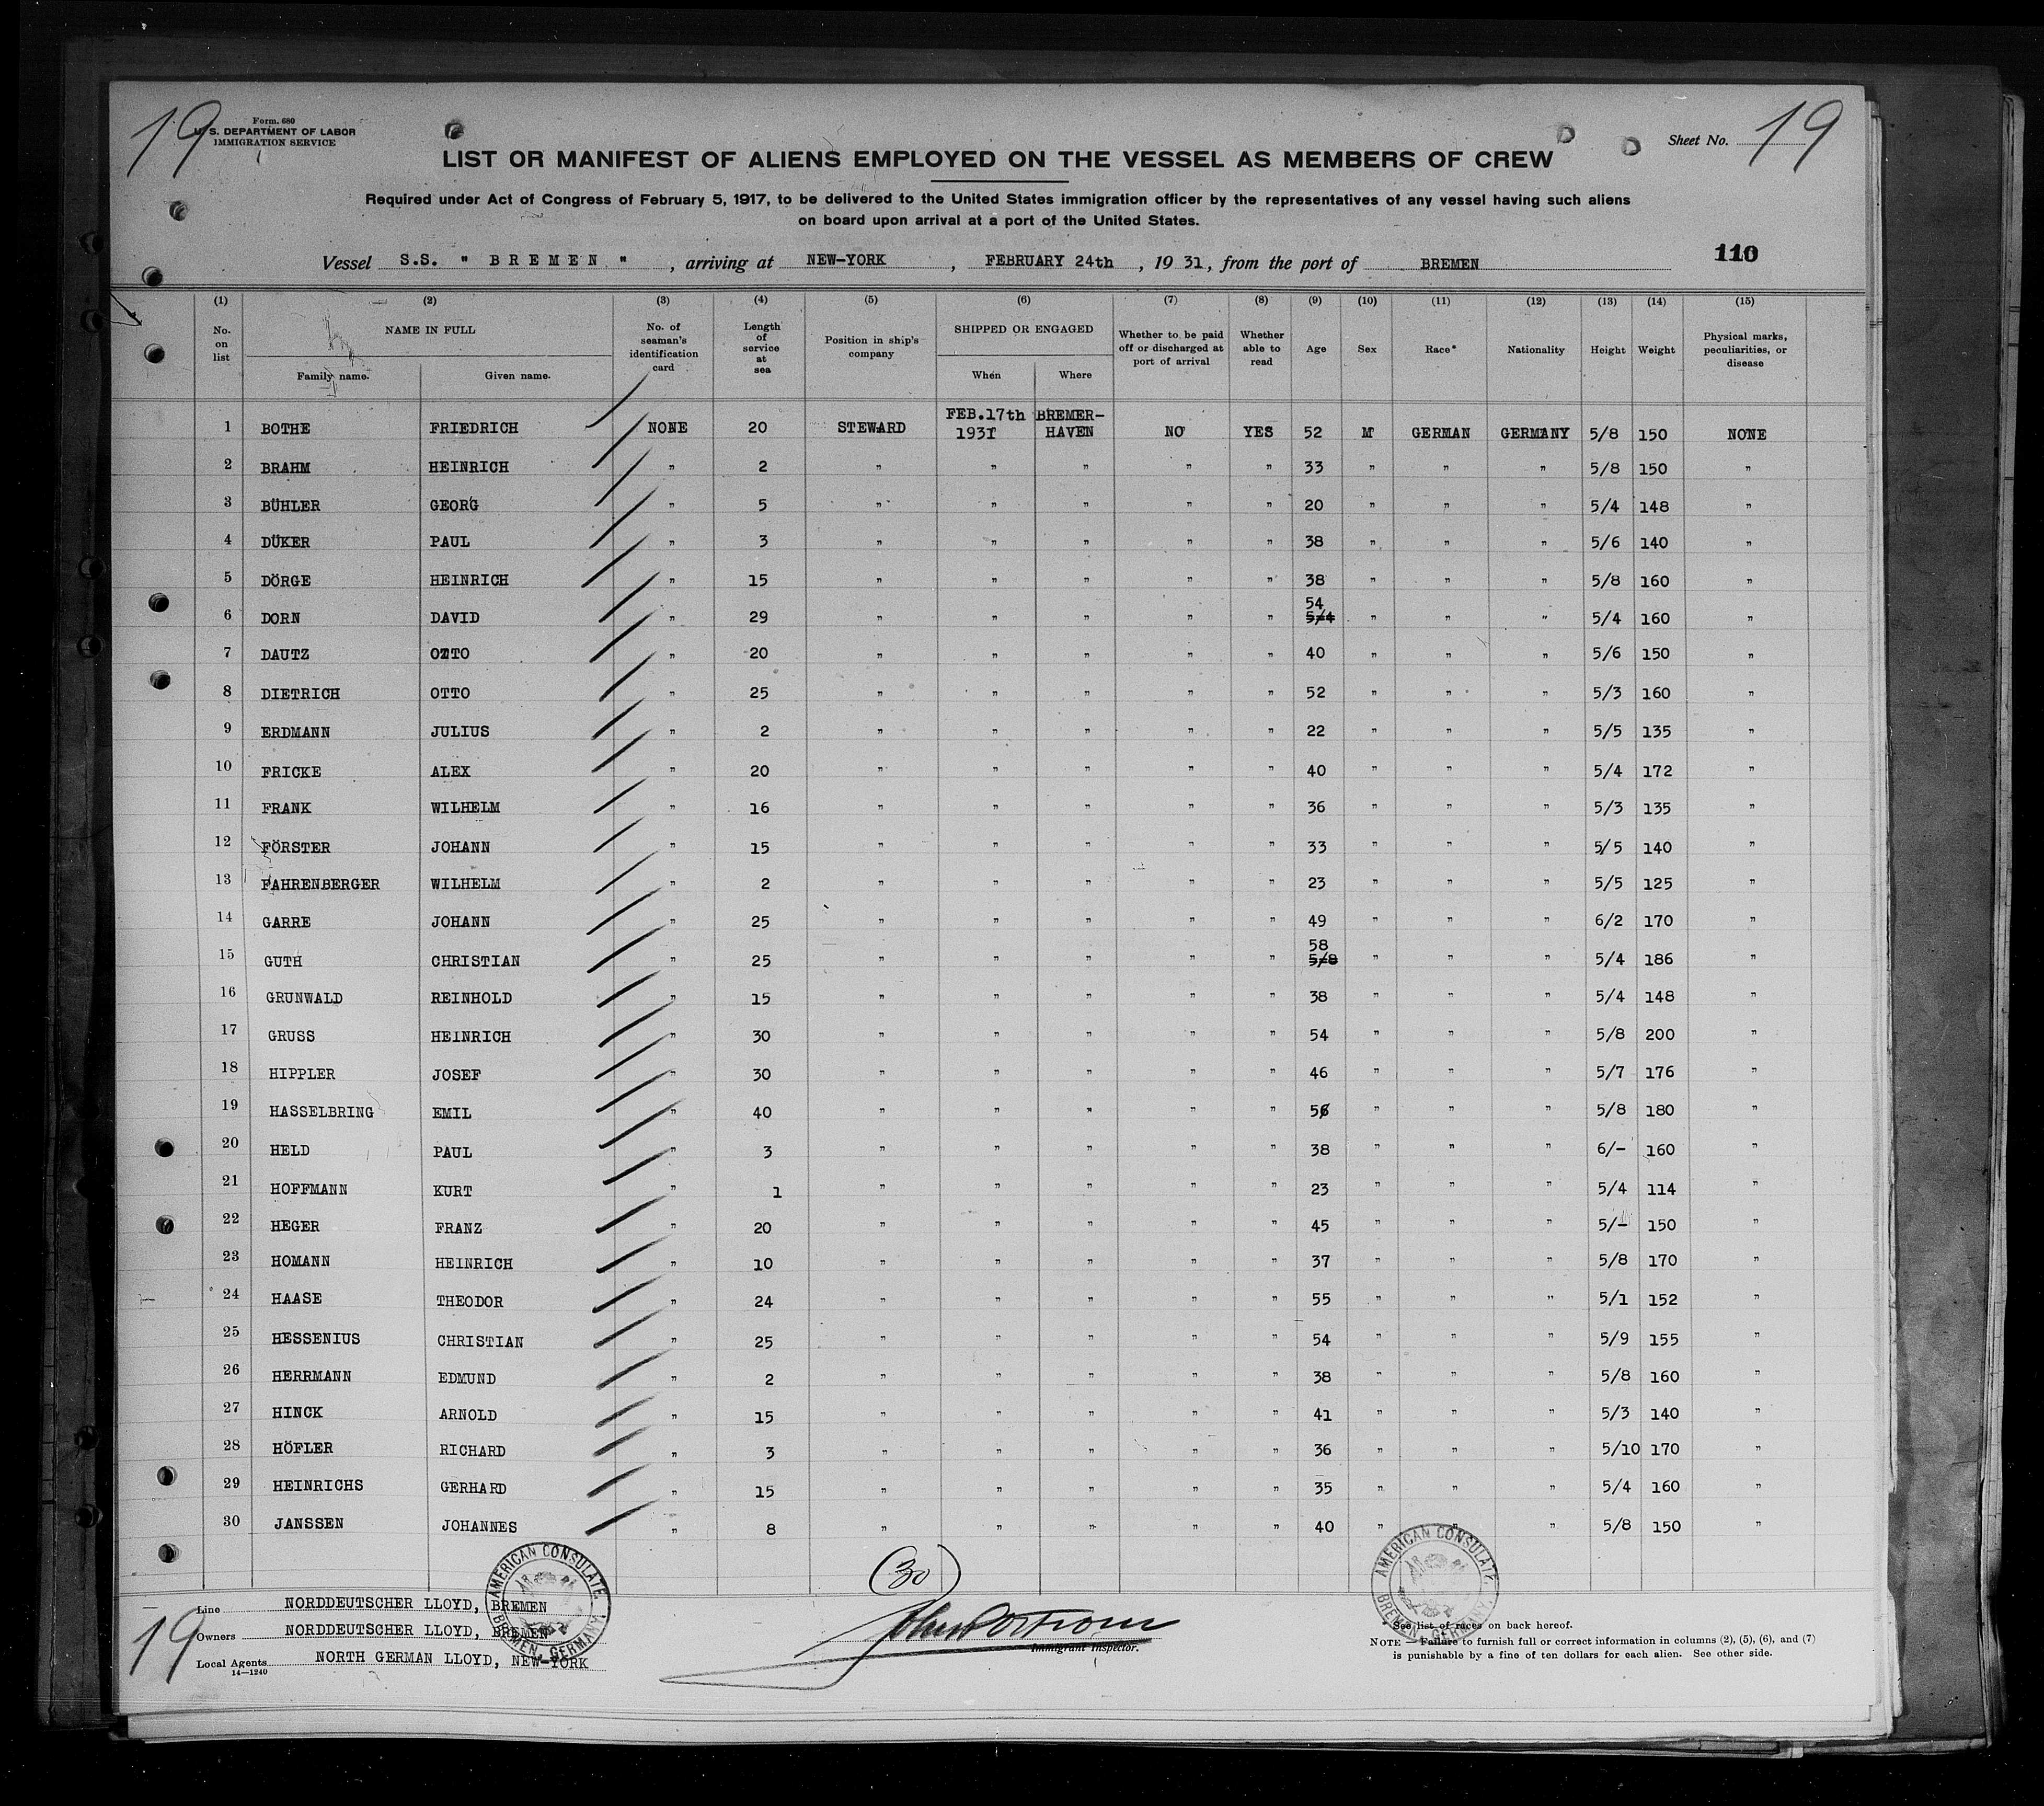 19
Form. 680
U. S. DEPARTMENT OF LABOR
IMMIGRATION SERVICE
Sheet No. 19
LIST OR MANIFEST OF ALIENS EMPLOYED ON THE VESSEL AS MEMBERS OF CREW
Required under Act of Congress of February 5, 1917, to be delivered to the United States immigration officer by the representatives of any vessel having such aliens
on board upon arrival at a port of the United States.
Vessel S.S. " BREMEN " , arriving at NEW-YORK , FEBRUARY 24th , 19 31, from the port of BREMEN
110
(1) (2) (3) (4) (5) (6) (7) (8) (9) (10) (11) (12) (13) (14) (15)
No. on list NAME IN FULL Family name. Given name. No. of seaman's identification card Length of service at sea Position in ship's company SHIPPED OR ENGAGED When Where Whether to be paid off or discharged at port of arrival Whether able to read Age Sex Race* Nationality Height Weight Physical marks, peculiarities, or disease
1 BOTHE FRIEDRICH NONE 20 STEWARD FEB.17th 1931 BREMER-HAVEN NO YES 52 M GERMAN GERMANY 5/8 150 NONE
2 BRAHM HEINRICH " 2 " " " " " 33 " " " 5/8 150 "
3 BÜHLER GEORG " 5 " " " " " 20 " " " 5/4 148 "
4 DÜKER PAUL " 3 " " " " " 38 " " " 5/6 140 "
5 DÖRGE HEINRICH " 15 " " " " " 38 " " " 5/8 160 "
6 DORN DAVID " 29 " " " " " 54 5/4 " " " 5/4 160 "
7 DAUTZ OTTO " 20 " " " " " 40 " " " 5/6 150 "
8 DIETRICH OTTO " 25 " " " " " 52 " " " 5/3 160 "
9 ERDMANN JULIUS " 2 " " " " " 22 " " " 5/5 135 "
10 FRICKE ALEX " 20 " " " " " 40 " " " 5/4 172 "
11 FRANK WILHELM " 16 " " " " " 36 " " " 5/3 135 "
12 FÖRSTER JOHANN " 15 " " " " " 33 " " " 5/5 140 "
13 FAHRENBERGER WILHELM " 2 " " " " " 23 " " " 5/5 125 "
14 GARRE JOHANN " 25 " " " " " 49 " " " 6/2 170 "
15 GUTH CHRISTIAN " 25 " " " " " 58 5/8 " " " 5/4 186 "
16 GRUNWALD REINHOLD " 15 " " " " " 38 " " " 5/4 148 "
17 GRUSS HEINRICH " 30 " " " " " 54 " " " 5/8 200 "
18 HIPPLER JOSEF " 30 " " " " " 46 " " " 5/7 176 "
19 HASSELBRING EMIL " 40 " " " " " 56 " " " 5/8 180 "
20 HELD PAUL " 3 " " " " " 38 " " " 6/- 160 "
21 HOFFMANN KURT " 1 " " " " " 23 " " " 5/4 114 "
22 HEGER FRANZ " 20 " " " " " 45 " " " 5/- 150 "
23 HOMANN HEINRICH " 10 " " " " " 37 " " " 5/8 170 "
24 HAASE THEODOR " 24 " " " " " 55 " " " 5/1 152 "
25 HESSENIUS CHRISTIAN " 25 " " " " " 54 " " " 5/9 155 "
26 HERRMANN EDMUND " 2 " " " " " 38 " " " 5/8 160 "
27 HINCK ARNOLD " 15 " " " " " 41 " " " 5/3 140 "
28 HÖFLER RICHARD " 3 " " " " " 36 " " " 5/10 170 "
29 HEINRICHS GERHARD " 15 " " " " " 35 " " " 5/4 160 "
30 JANSSEN JOHANNES " 8 " " " " " 40 " " " 5/8 150 "
(30)
AMERICAN CONSULATE
BREMEN, GERMANY
AMERICAN CONSULATE
BREMEN, GERMANY
Line NORDDEUTSCHER LLOYD, BREMEN
Owners NORDDEUTSCHER LLOYD, BREMEN
Local Agents NORTH GERMAN LLOYD, NEW-YORK
14—1240
19
Immigrant Inspector.
* See list of races on back hereof.
NOTE — Failure to furnish full or correct information in columns (2), (5), (6), and (7)
is punishable by a fine of ten dollars for each alien. See other side.